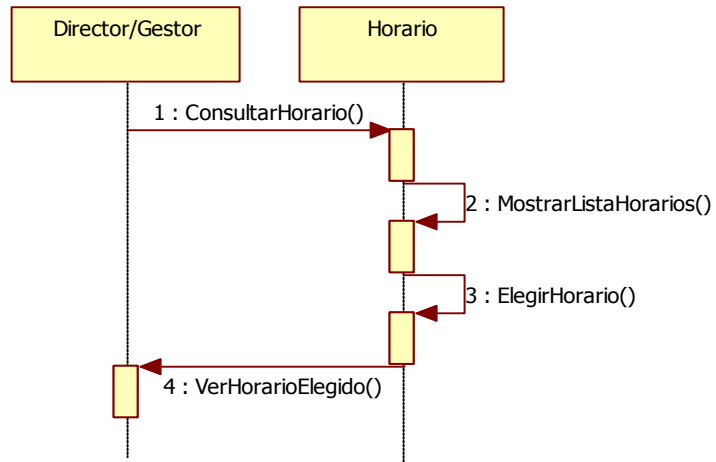 Director/Gestor
Horario
1 : ConsultarHorario()
2 : MostrarListaHorarios()
3 : ElegirHorario()
4 : VerHorarioElegido()